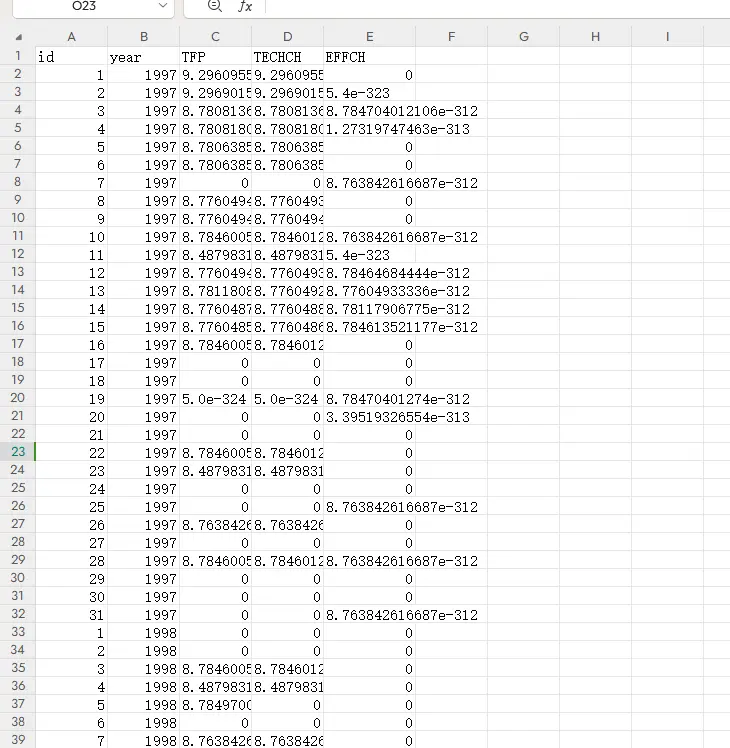 O23 fx
A B C D E F G H I
1 id year TFP TECHCH EFFCH
2 1 1997 9.2960955 9.2960955 0
3 2 1997 9.2969015 9.2969015 5.4e-323
4 3 1997 8.7808136 8.7808136 8.784704012106e-312
5 4 1997 8.7808180 8.7808180 1.27319747463e-313
6 5 1997 8.7806385 8.7806385 0
7 6 1997 8.7806385 8.7806385 0
8 7 1997 0 0 8.763842616687e-312
9 8 1997 8.7760494 8.7760493 0
10 9 1997 8.7760494 8.7760494 0
11 10 1997 8.7846005 8.7846012 8.763842616687e-312
12 11 1997 8.4879831 8.4879831 5.4e-323
13 12 1997 8.7760494 8.7760493 8.78464684444e-312
14 13 1997 8.7811808 8.7760492 8.77604933336e-312
15 14 1997 8.7760487 8.7760488 8.78117906775e-312
16 15 1997 8.7760485 8.7760486 8.784613521177e-312
17 16 1997 8.7846005 8.7846012 0
18 17 1997 0 0 0
19 18 1997 0 0 0
20 19 1997 5.0e-324 5.0e-324 8.78470401274e-312
21 20 1997 0 0 3.39519326554e-313
22 21 1997 0 0 0
23 22 1997 8.7846005 8.7846012 0
24 23 1997 8.4879831 8.4879831 0
25 24 1997 0 0 0
26 25 1997 0 0 8.763842616687e-312
27 26 1997 8.7638426 8.7638426 0
28 27 1997 0 0 0
29 28 1997 8.7846005 8.7846012 8.763842616687e-312
30 29 1997 0 0 0
31 30 1997 0 0 0
32 31 1997 0 0 8.763842616687e-312
33 1 1998 0 0 0
34 2 1998 0 0 0
35 3 1998 8.7846005 8.7846012 0
36 4 1998 8.4879831 8.4879831 0
37 5 1998 8.784970 0 0
38 6 1998 0 0 0
39 7 1998 8.7638426 8.7638426 0